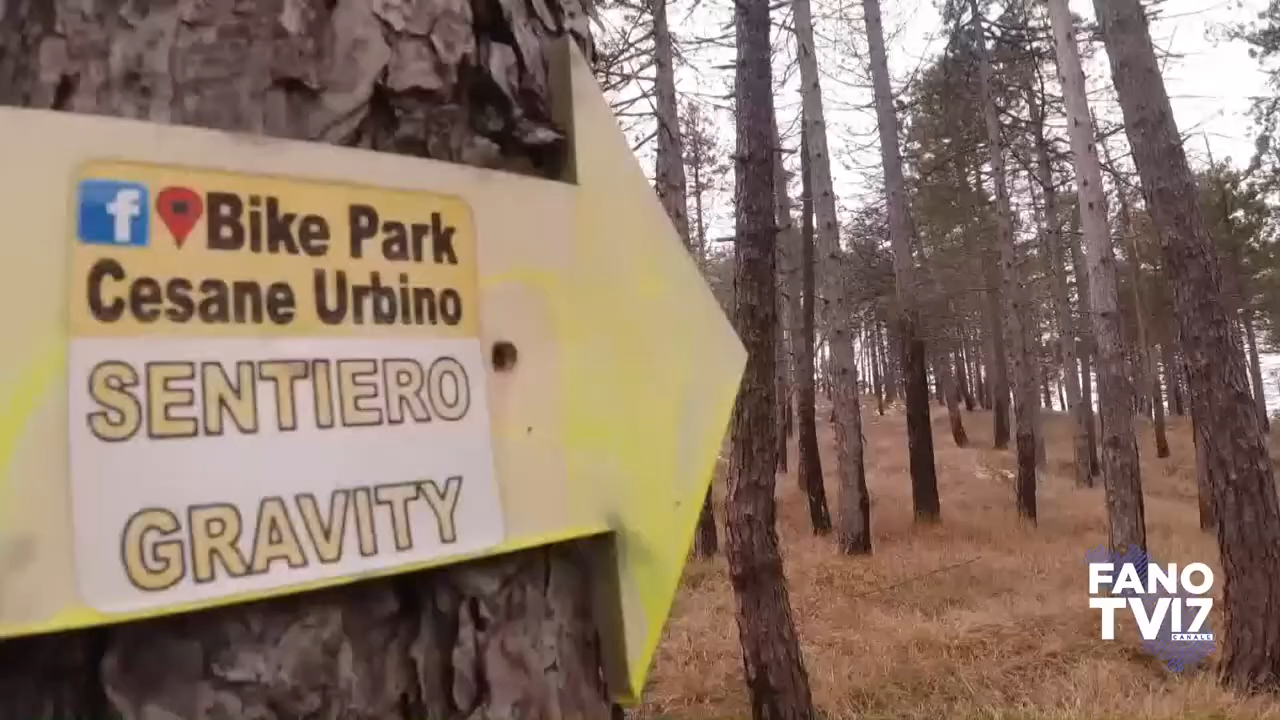 Bike Park
Cesane Urbino
SENTIERO
GRAVITY
FANO
TV17
CANALE